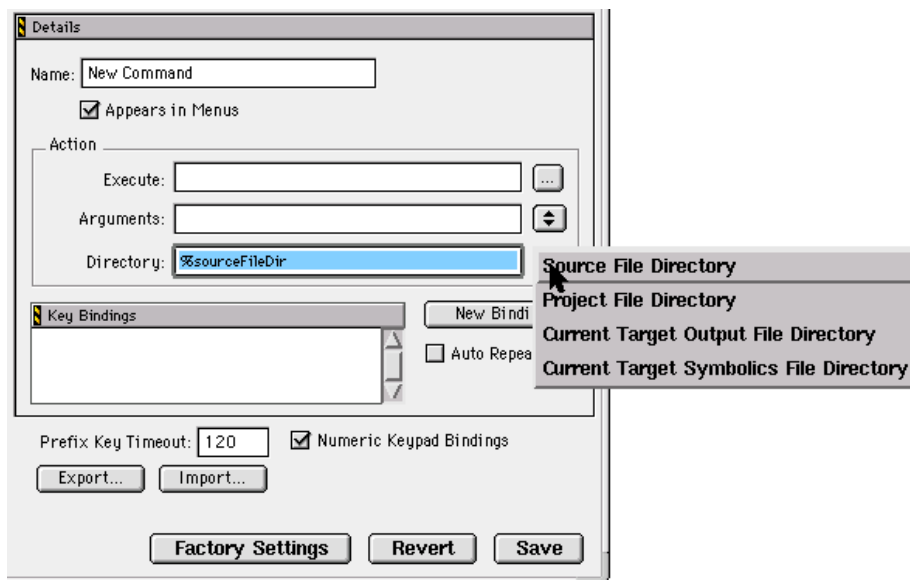 Details
Name: New Command
Appears in Menus
Action
Execute:
...
Arguments:
Directory: %sourceFileDir
Source File Directory
Project File Directory
Current Target Output File Directory
Current Target Symbolics File Directory
Key Bindings
New Bindi
Auto Repea
Prefix Key Timeout: 120
Numeric Keypad Bindings
Export... Import...
Factory Settings Revert Save